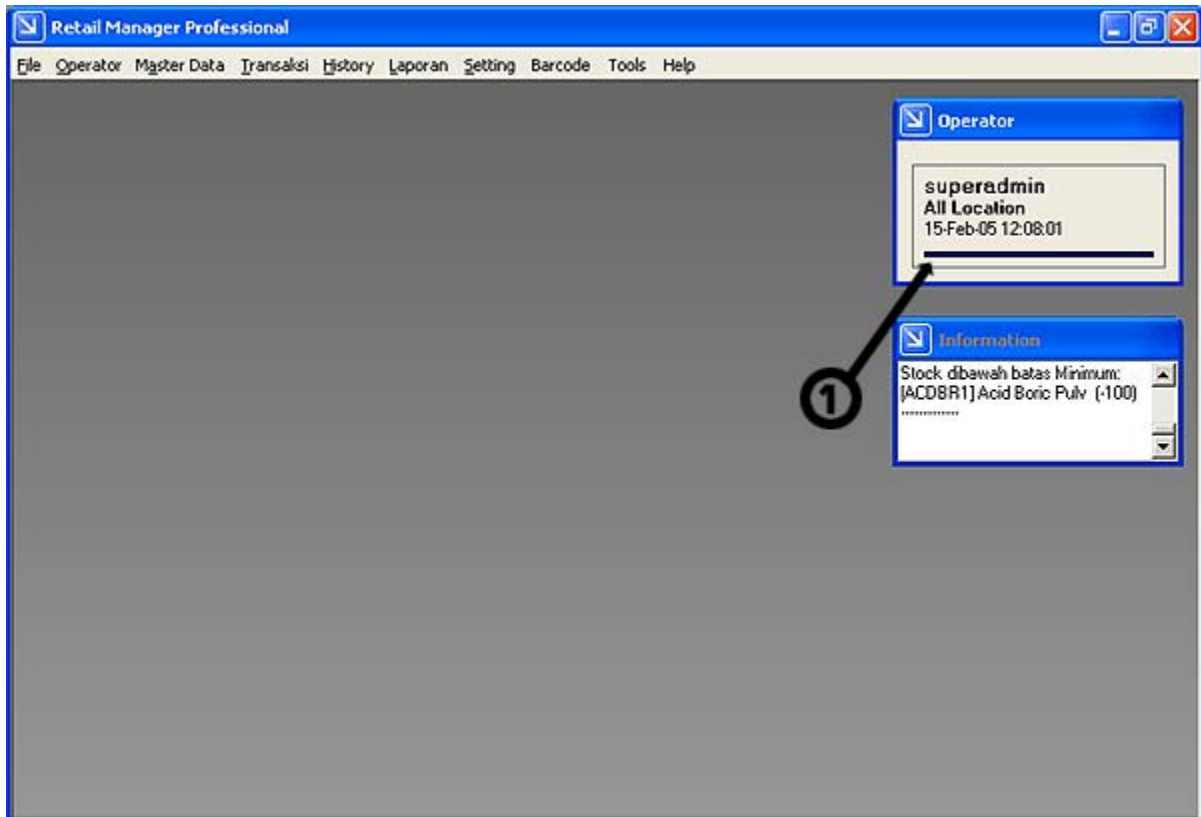 Retail Manager Professional
File Operator Master Data Transaksi History Laporan Setting Barcode Tools Help
Operator
superadmin
All Location
15-Feb-05 12:08:01
1
Information
Stock dibawah batas Minimum:
[ACDBR1] Acid Boric Pulv (-100)
..............